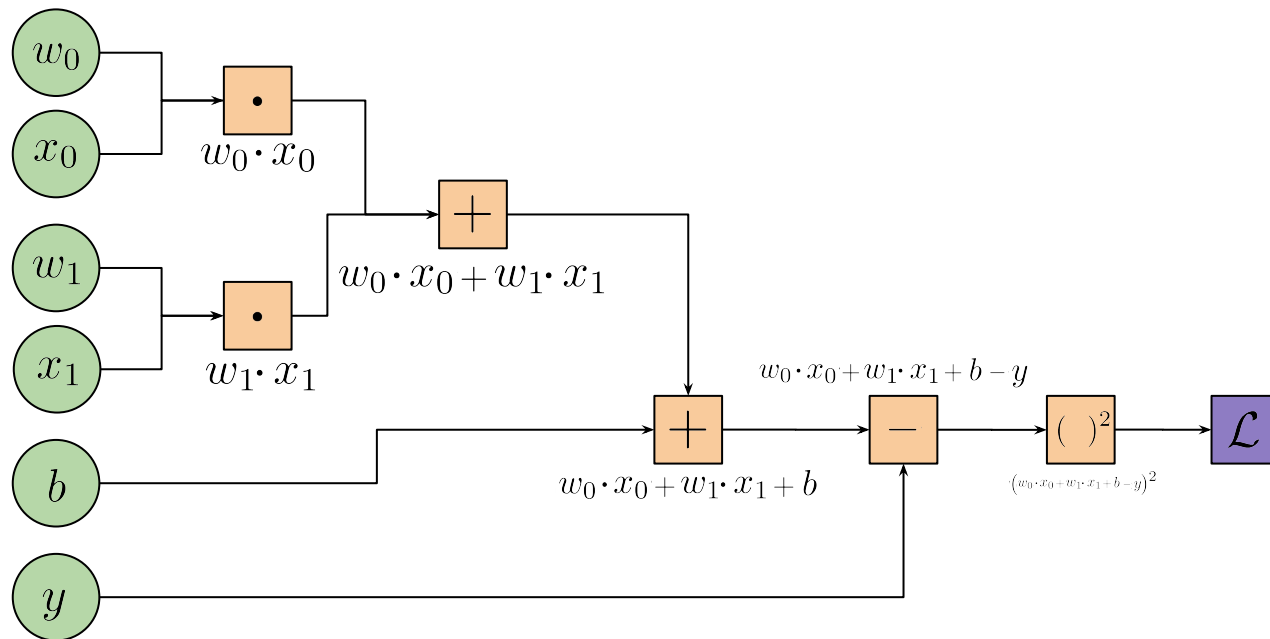 w₀
x₀
·
w₀ · x₀
+
w₀ · x₀ + w₁ · x₁
w₁
x₁
·
w₁ · x₁
b
+
w₀ · x₀ + w₁ · x₁ + b
w₀ · x₀ + w₁ · x₁ + b − y
−
( )²
(w₀ · x₀ + w₁ · x₁ + b − y)²
ℒ
y